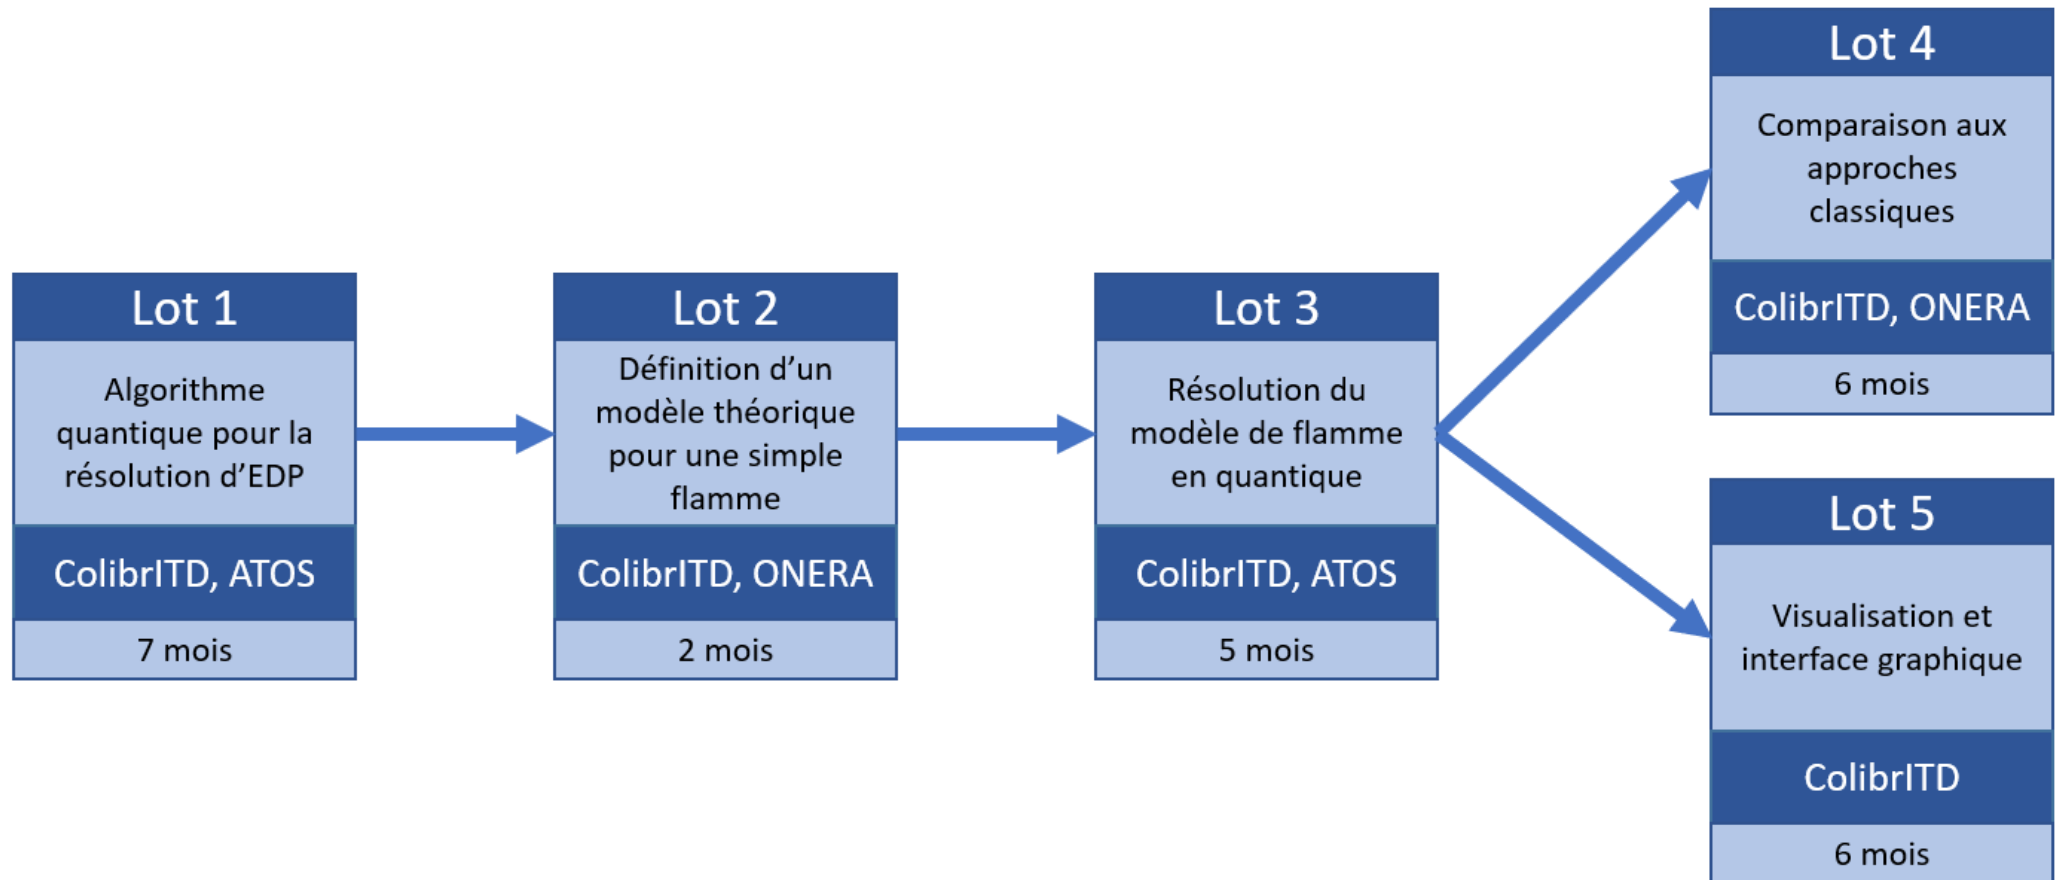 Lot 1
Algorithme
quantique pour la
résolution d’EDP
ColibrITD, ATOS
7 mois
Lot 2
Définition d’un
modèle théorique
pour une simple
flamme
ColibrITD, ONERA
2 mois
Lot 3
Résolution du
modèle de flamme
en quantique
ColibrITD, ATOS
5 mois
Lot 4
Comparaison aux
approches
classiques
ColibrITD, ONERA
6 mois
Lot 5
Visualisation et
interface graphique
ColibrITD
6 mois